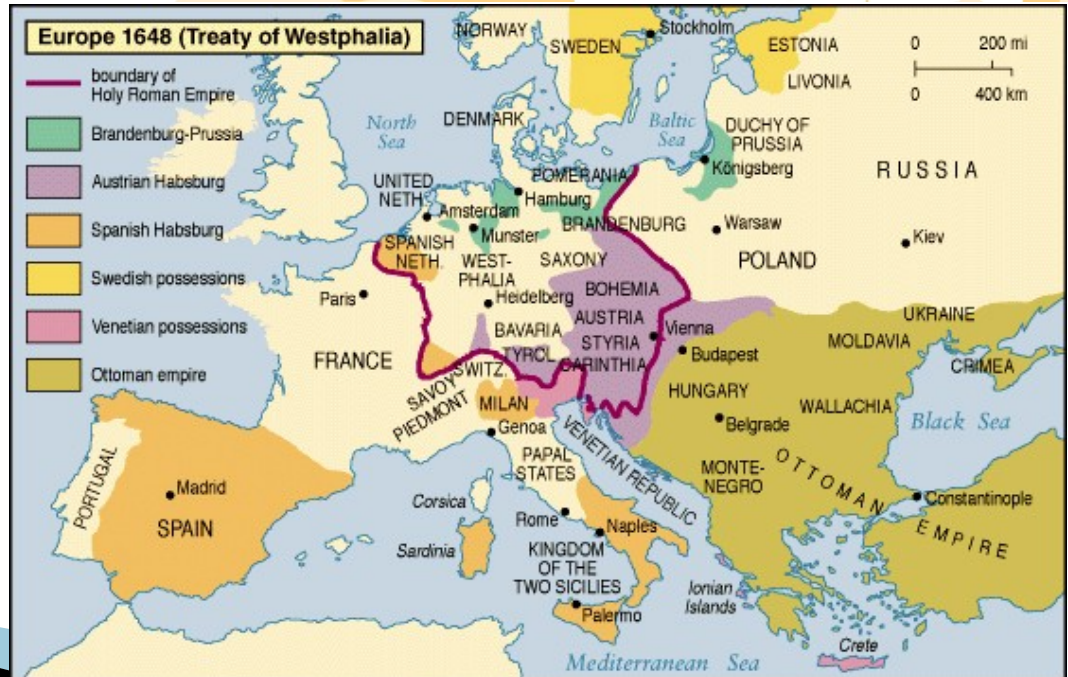 Europe 1648 (Treaty of Westphalia)
boundary of
Holy Roman Empire
Brandenburg-Prussia
Austrian Habsburg
Spanish Habsburg
Swedish possessions
Venetian possessions
Ottoman empire
NORWAY
SWEDEN
Stockholm
ESTONIA
LIVONIA
0 200 mi
0 400 km
North
Sea
DENMARK
Baltic
Sea
DUCHY OF
PRUSSIA
Königsberg
RUSSIA
UNITED
NETH.
POMERANIA
Hamburg
Amsterdam
BRANDENBURG
Munster
Warsaw
Kiev
SPANISH
NETH.
WEST-
PHALIA
SAXONY
POLAND
Paris
Heidelberg
BOHEMIA
AUSTRIA
BAVARIA
Vienna
UKRAINE
STYRIA
MOLDAVIA
FRANCE
TYROL
CARINTHIA
Budapest
SWITZ.
CRIMEA
SAVOY
PIEDMONT
MILAN
HUNGARY
WALLACHIA
Genoa
Belgrade
Black Sea
VENETIAN REPUBLIC
PORTUGAL
Madrid
SPAIN
PAPAL
STATES
MONTE-
NEGRO
OTTOMAN
EMPIRE
Constantinople
Corsica
Rome
Naples
Sardinia
KINGDOM
OF THE
TWO SICILIES
Ionian
Islands
Palermo
Crete
Mediterranean Sea